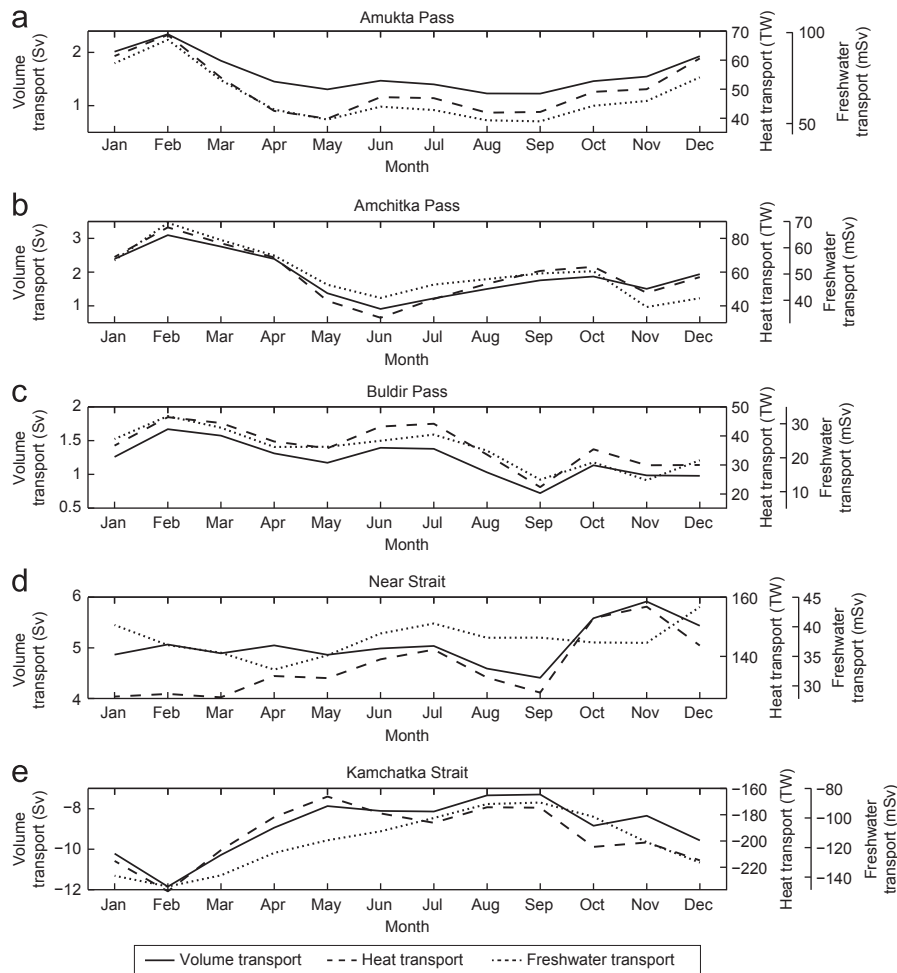 a
Amukta Pass
Volume transport (Sv)
2
1
70
60
50
40
Heat transport (TW)
100
50
Freshwater transport (mSv)
Jan Feb Mar Apr May Jun Jul Aug Sep Oct Nov Dec
Month
b
Amchitka Pass
Volume transport (Sv)
3
2
1
80
60
40
Heat transport (TW)
70
60
50
40
Freshwater transport (mSv)
Jan Feb Mar Apr May Jun Jul Aug Sep Oct Nov Dec
Month
c
Buldir Pass
Volume transport (Sv)
2
1.5
1
0.5
50
40
30
20
Heat transport (TW)
30
20
10
Freshwater transport (mSv)
Jan Feb Mar Apr May Jun Jul Aug Sep Oct Nov Dec
Month
d
Near Strait
Volume transport (Sv)
6
5
4
160
140
Heat transport (TW)
45
40
35
30
Freshwater transport (mSv)
Jan Feb Mar Apr May Jun Jul Aug Sep Oct Nov Dec
Month
e
Kamchatka Strait
Volume transport (Sv)
−8
−10
−12
−160
−180
−200
−220
Heat transport (TW)
−80
−100
−120
−140
Freshwater transport (mSv)
Jan Feb Mar Apr May Jun Jul Aug Sep Oct Nov Dec
Month
Volume transport Heat transport Freshwater transport